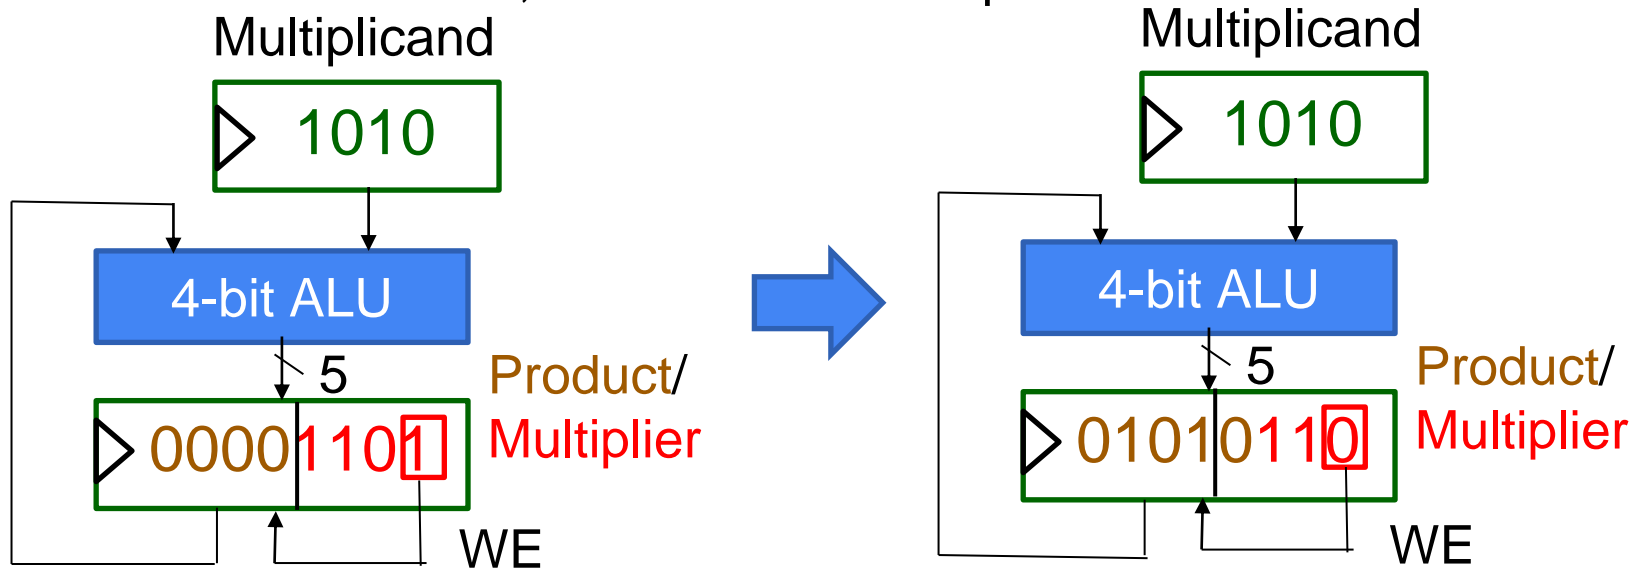 Multiplicand
1010
4-bit ALU
5
Product/
Multiplier
00001101
WE
Multiplicand
1010
4-bit ALU
5
Product/
Multiplier
01010110
WE